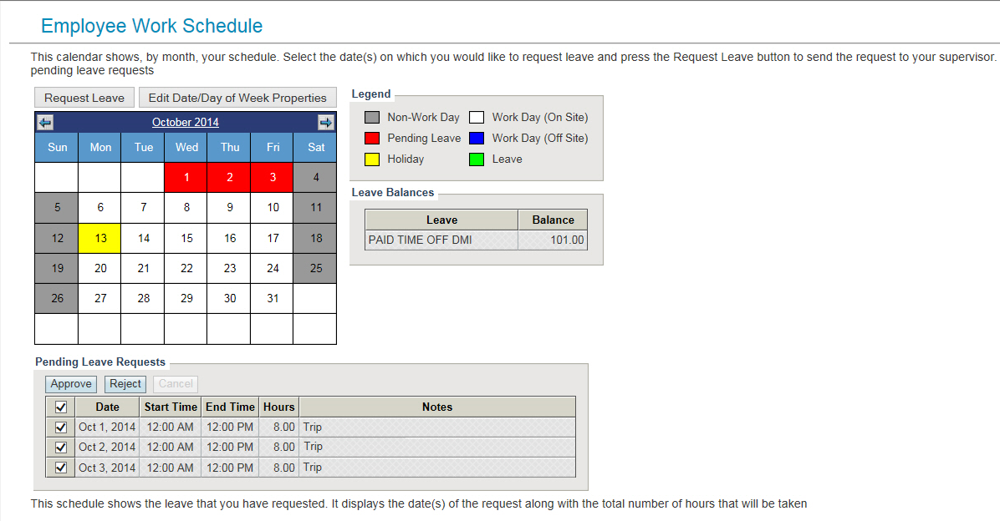 Employee Work Schedule
This calendar shows, by month, your schedule. Select the date(s) on which you would like to request leave and press the Request Leave button to send the request to your supervisor.
pending leave requests
Request Leave Edit Date/Day of Week Properties
October 2014
Sun Mon Tue Wed Thu Fri Sat
1 2 3 4
5 6 7 8 9 10 11
12 13 14 15 16 17 18
19 20 21 22 23 24 25
26 27 28 29 30 31
Legend
Non-Work Day Work Day (On Site)
Pending Leave Work Day (Off Site)
Holiday Leave
Leave Balances
Leave Balance
PAID TIME OFF DMI 101.00
Pending Leave Requests
Approve Reject Cancel
Date Start Time End Time Hours Notes
Oct 1, 2014 12:00 AM 12:00 PM 8.00 Trip
Oct 2, 2014 12:00 AM 12:00 PM 8.00 Trip
Oct 3, 2014 12:00 AM 12:00 PM 8.00 Trip
This schedule shows the leave that you have requested. It displays the date(s) of the request along with the total number of hours that will be taken